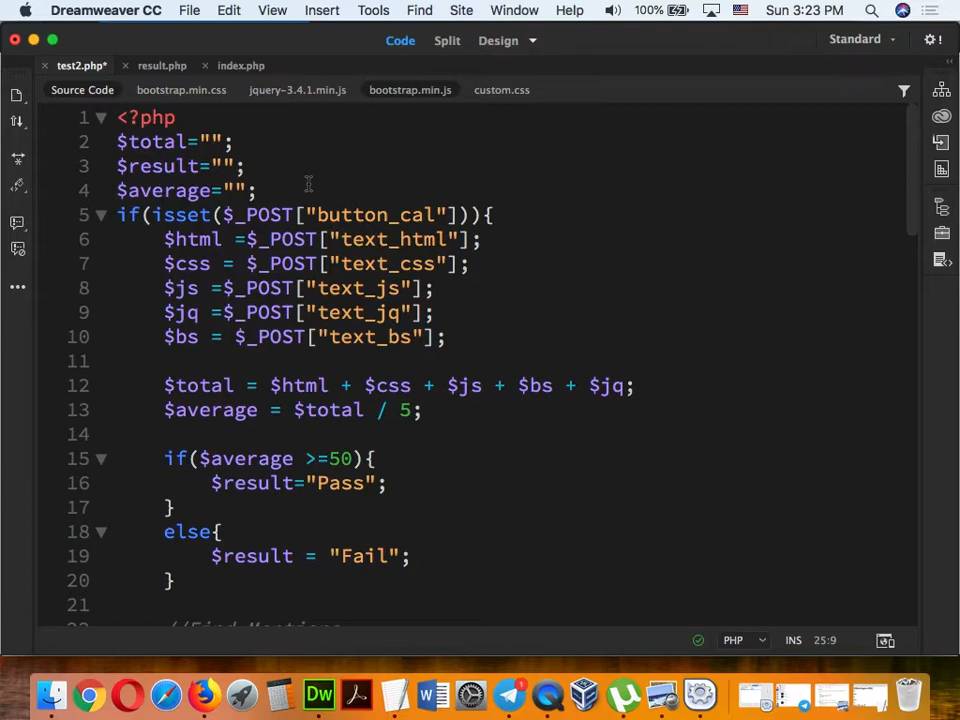 Dreamweaver CC File Edit View Insert Tools Find Site Window Help 100% Sun 3:23 PM
Code Split Design Standard
test2.php* result.php index.php
Source Code bootstrap.min.css jquery-3.4.1.min.js bootstrap.min.js custom.css
1 <?php
2 $total="";
3 $result="";
4 $average="";
5 if(isset($_POST["button_cal"])){
6 $html =$_POST["text_html"];
7 $css = $_POST["text_css"];
8 $js =$_POST["text_js"];
9 $jq =$_POST["text_jq"];
10 $bs = $_POST["text_bs"];
11
12 $total = $html + $css + $js + $bs + $jq;
13 $average = $total / 5;
14
15 if($average >=50){
16 $result="Pass";
17 }
18 else{
19 $result = "Fail";
20 }
21
PHP INS 25:9
Dw W 1